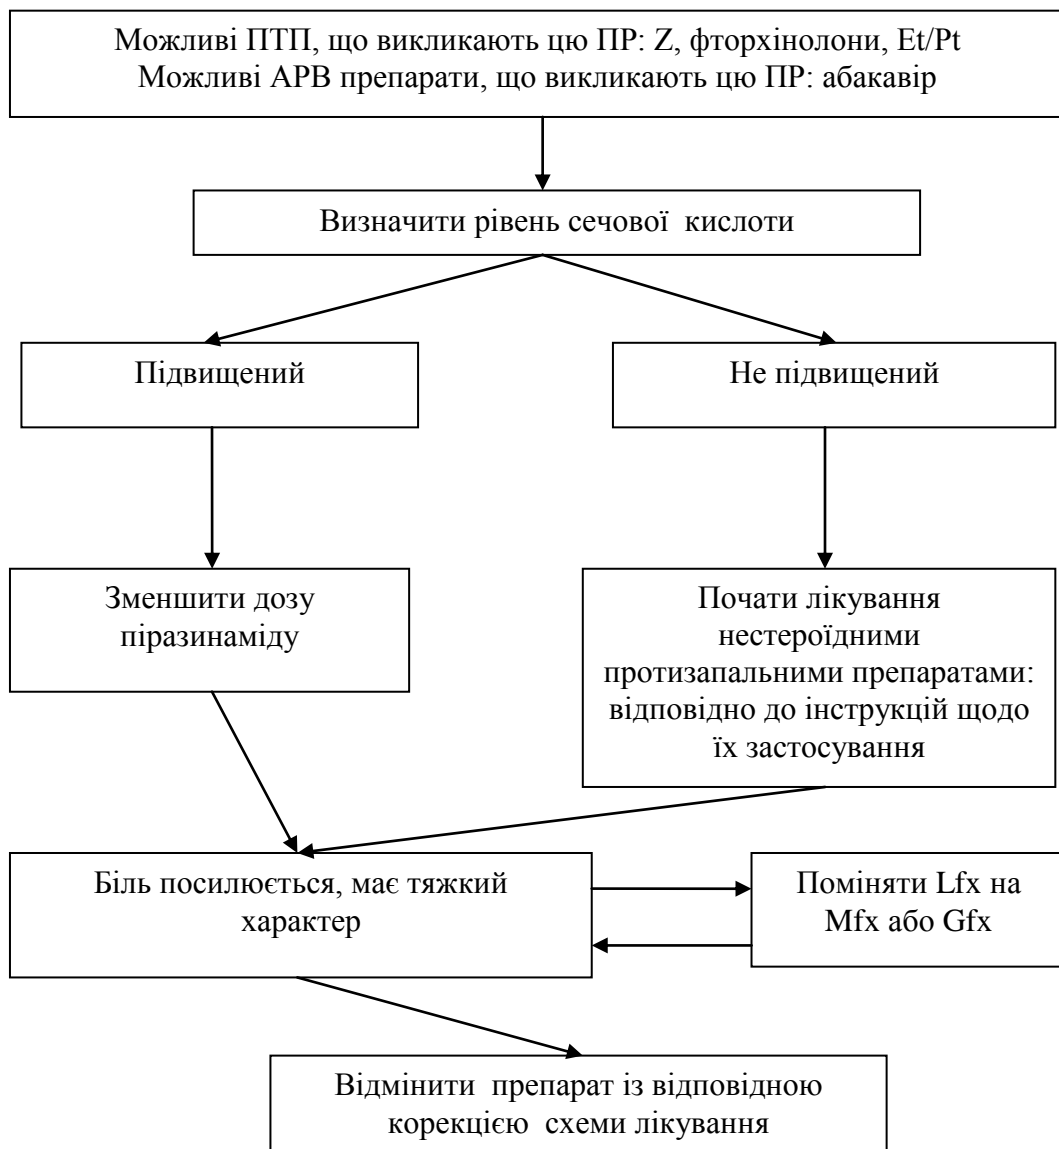 Можливі ПТП, що викликають цю ПР: Z, фторхінолони, Et/Pt
Можливі АРВ препарати, що викликають цю ПР: абакавір
Визначити рівень сечової кислоти
Підвищений
Не підвищений
Зменшити дозу
піразинаміду
Почати лікування
нестероїдними
протизапальними препаратами:
відповідно до інструкцій щодо
їх застосування
Біль посилюється, має тяжкий
характер
Поміняти Lfx на
Mfx або Gfx
Відмінити препарат із відповідною
корекцією схеми лікування